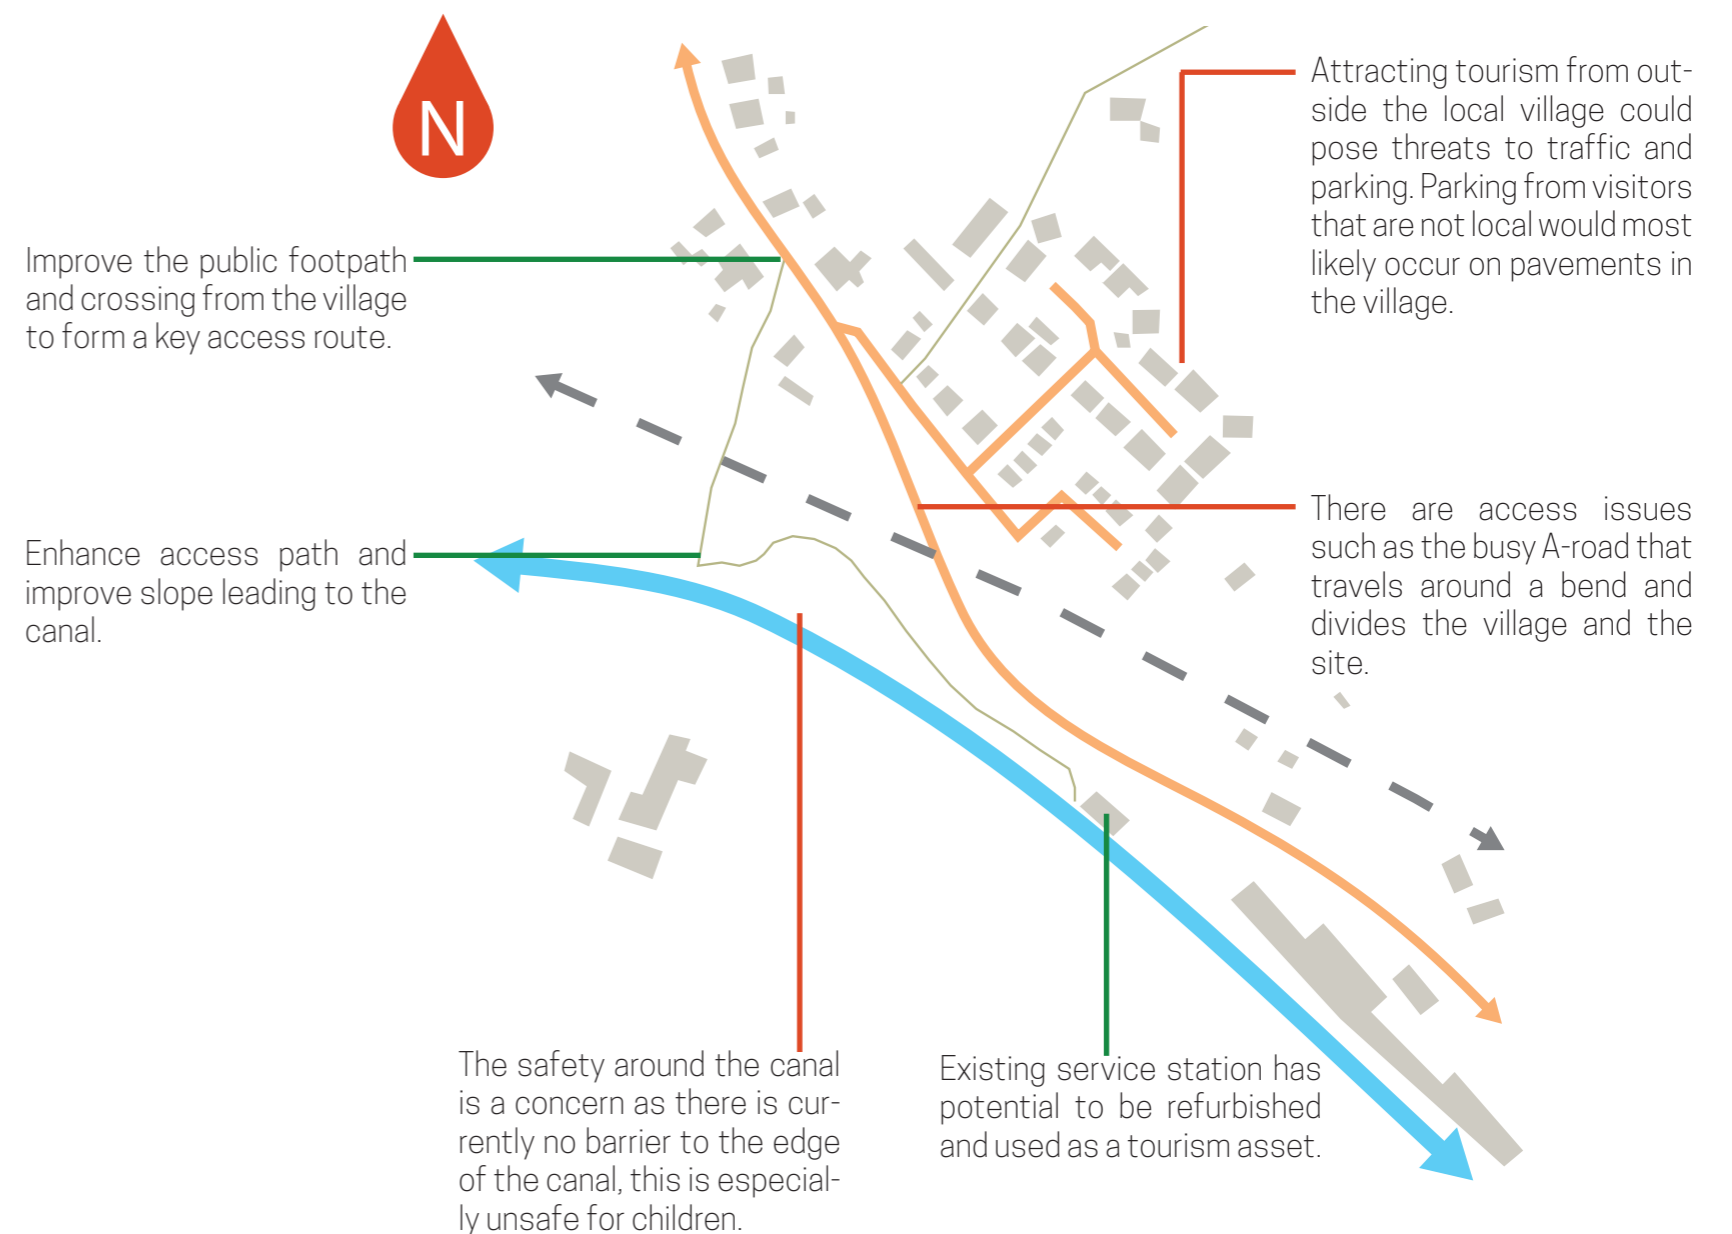 N
Attracting tourism from out-
side the local village could
pose threats to traffic and
parking. Parking from visitors
that are not local would most
likely occur on pavements in
the village.
Improve the public footpath
and crossing from the village
to form a key access route.
There are access issues
such as the busy A-road that
travels around a bend and
divides the village and the
site.
Enhance access path and
improve slope leading to the
canal.
The safety around the canal
is a concern as there is cur-
rently no barrier to the edge
of the canal, this is especial-
ly unsafe for children.
Existing service station has
potential to be refurbished
and used as a tourism asset.